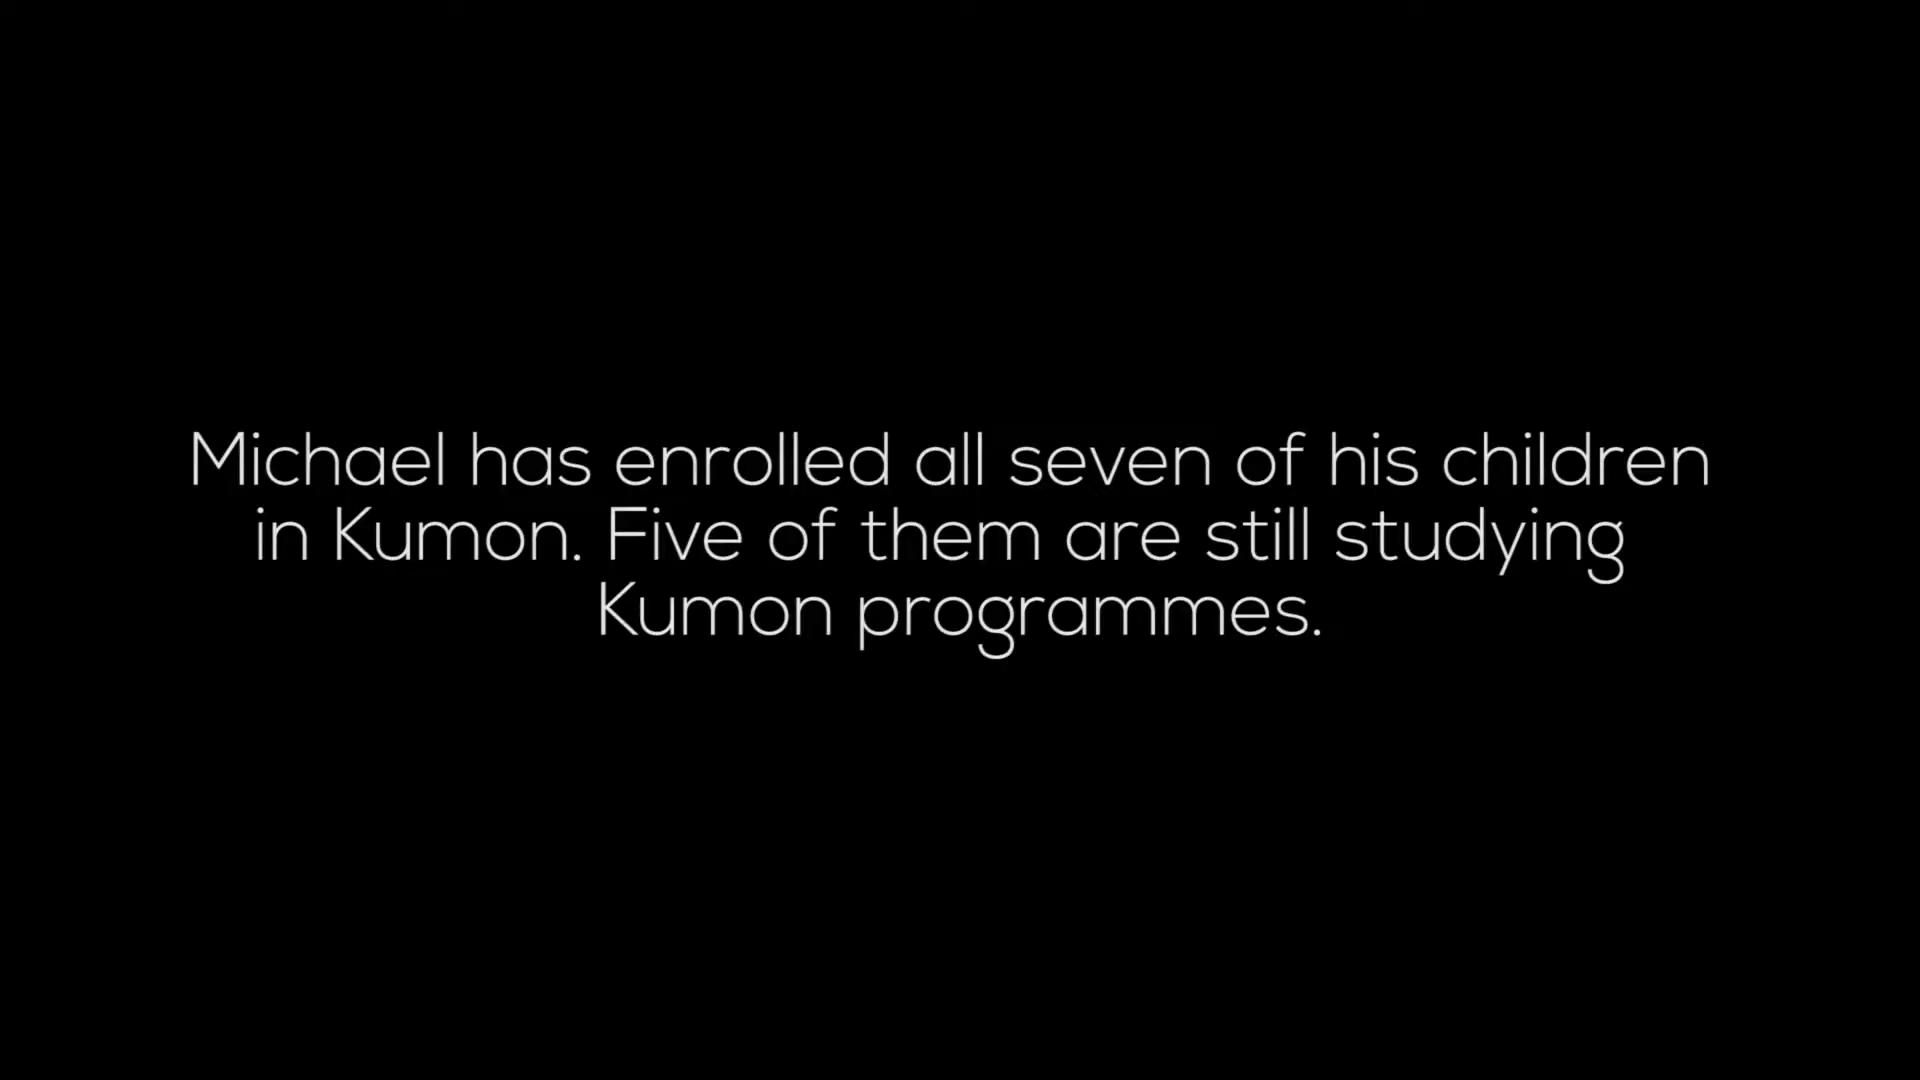 Michael has enrolled all seven of his children
in Kumon. Five of them are still studying
Kumon programmes.